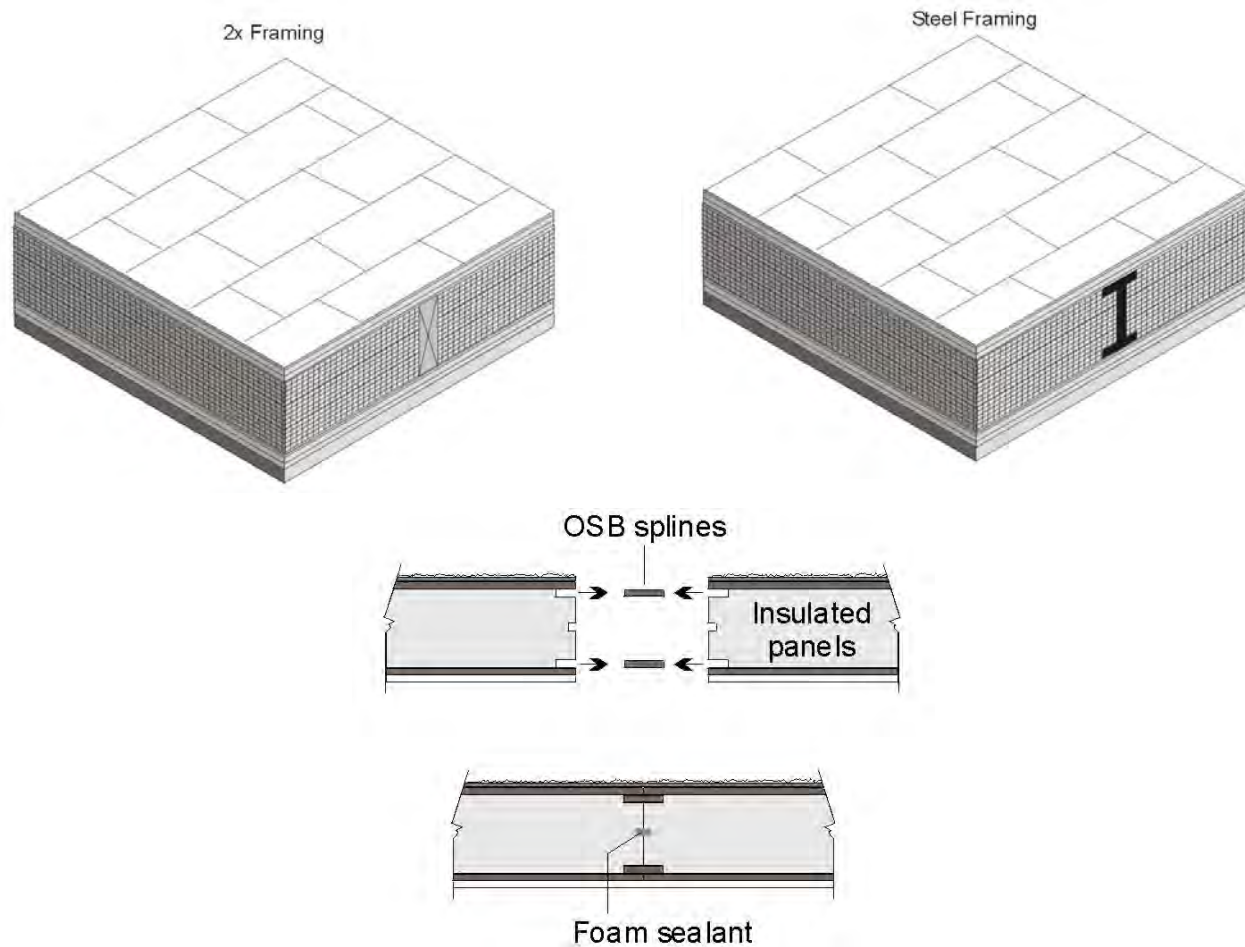 2x Framing
Steel Framing
OSB splines
Insulated
panels
Foam sealant